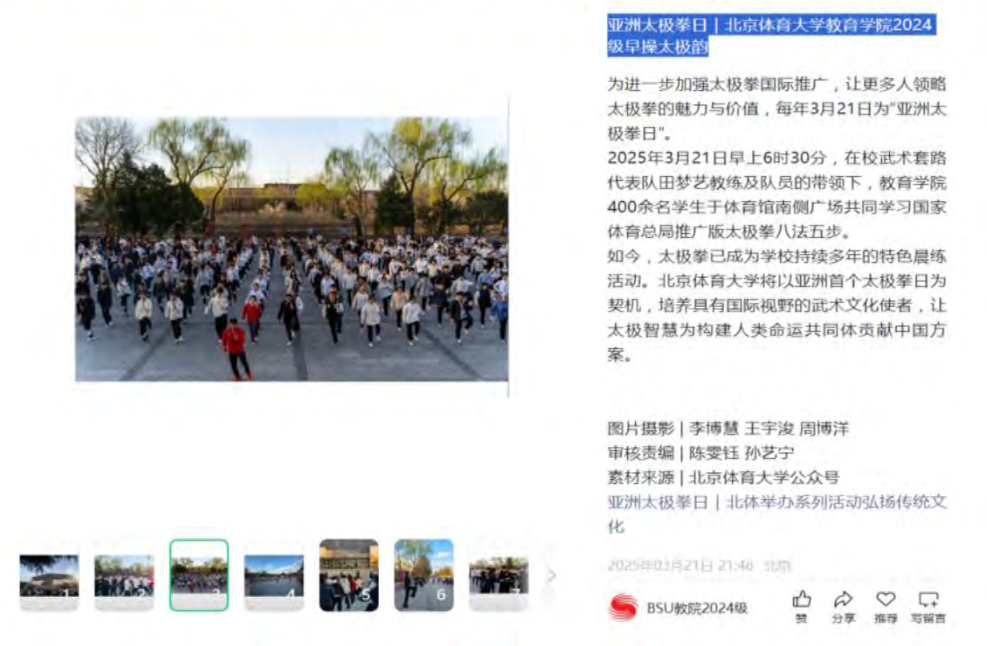 亚洲太极拳日 | 北京体育大学教育学院2024
级早操太极韵
为进一步加强太极拳国际推广，让更多人领略
太极拳的魅力与价值，每年3月21日为“亚洲太
极拳日”。
2025年3月21日早上6时30分，在校武术套路
代表队田梦艺教练及队员的带领下，教育学院
400余名学生于体育馆南侧广场共同学习国家
体育总局推广版太极拳八法五步。
如今，太极拳已成为学校持续多年的特色晨练
活动。北京体育大学将以亚洲首个太极拳日为
契机，培养具有国际视野的武术文化使者，让
太极智慧为构建人类命运共同体贡献中国方
案。
图片摄影 | 李博慧 王宇浚 周博洋
审核责编 | 陈雯钰 孙艺宁
素材来源 | 北京体育大学公众号
亚洲太极拳日 | 北体举办系列活动弘扬传统文
化
2025年03月21日 21:48 北京
BSU教院2024级
赞 分享 推荐 写留言
1 2 3 4 5 6 7